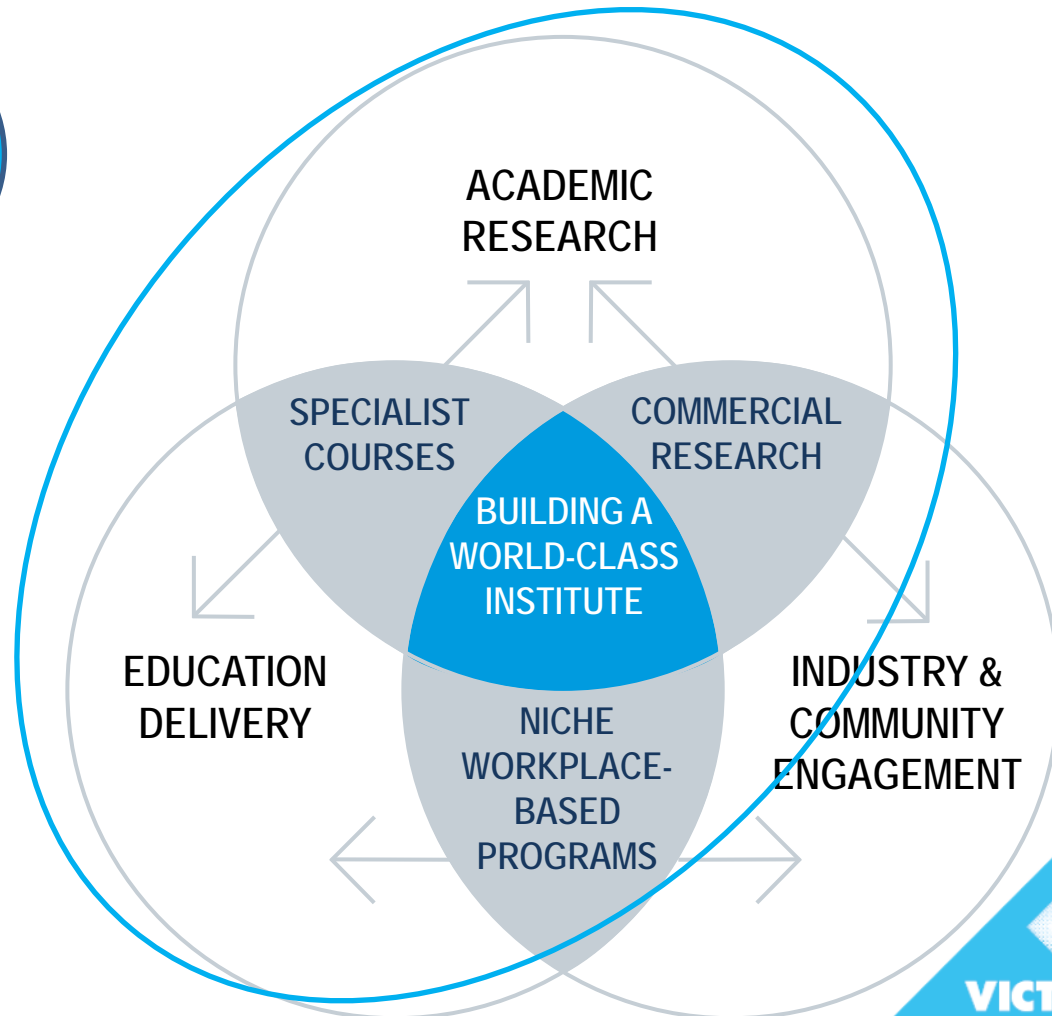 ACADEMIC
RESEARCH
SPECIALIST
COURSES
COMMERCIAL
RESEARCH
BUILDING A
WORLD-CLASS
INSTITUTE
EDUCATION
DELIVERY
INDUSTRY &
COMMUNITY
ENGAGEMENT
NICHE
WORKPLACE-
BASED
PROGRAMS
VICT